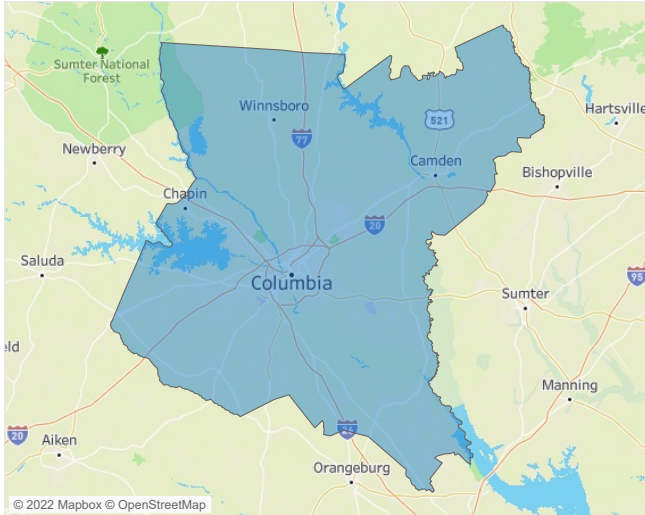 Sumter National
Forest
Winnsboro
521
Hartsville
77
Newberry
Camden
Bishopville
Chapin
20
Saluda
Columbia
95
Sumter
Manning
20
Aiken
26
Orangeburg
eld
© 2022 Mapbox © OpenStreetMap